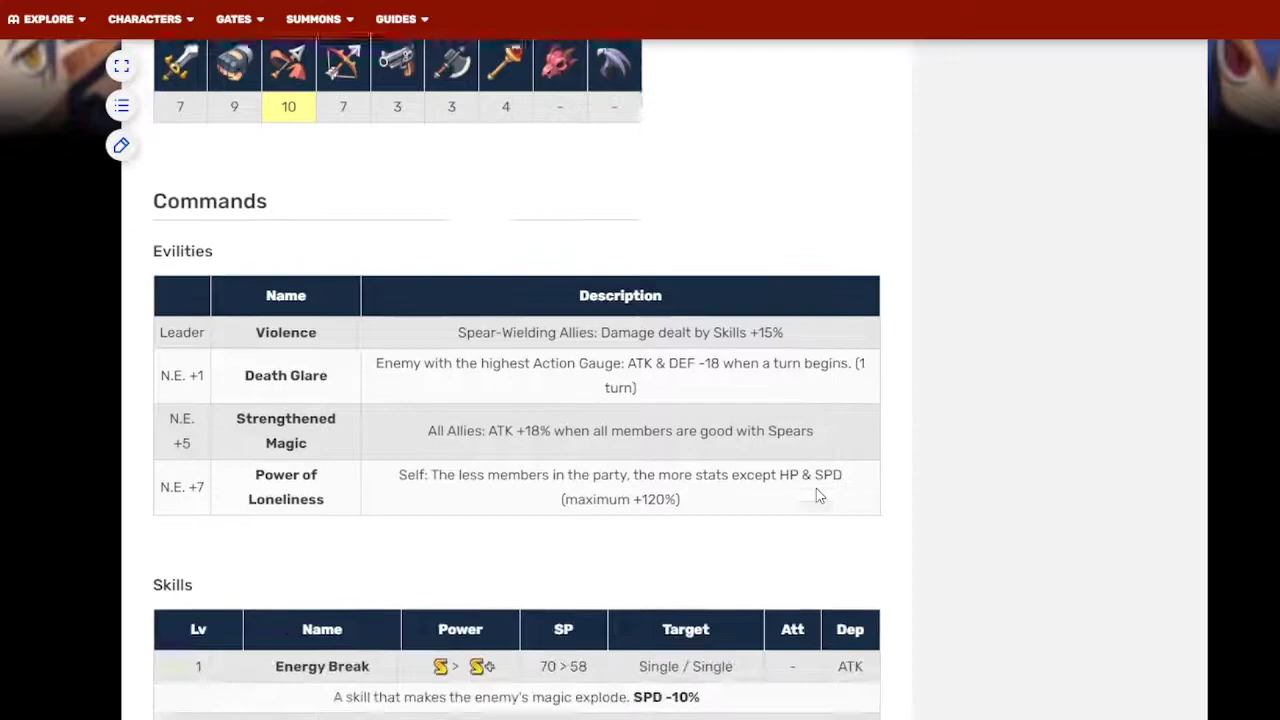 EXPLORE CHARACTERS GATES SUMMONS GUIDES
7 9 10 7 3 3 4 - -
Commands
Evilities
Name Description
Leader Violence Spear-Wielding Allies: Damage dealt by Skills +15%
N.E. +1 Death Glare Enemy with the highest Action Gauge: ATK & DEF -18 when a turn begins. (1
turn)
N.E. +5 Strengthened Magic All Allies: ATK +18% when all members are good with Spears
N.E. +7 Power of Loneliness Self: The less members in the party, the more stats except HP & SPD
(maximum +120%)
Skills
Lv Name Power SP Target Att Dep
1 Energy Break S > S+ 70 > 58 Single / Single - ATK
A skill that makes the enemy's magic explode. SPD -10%